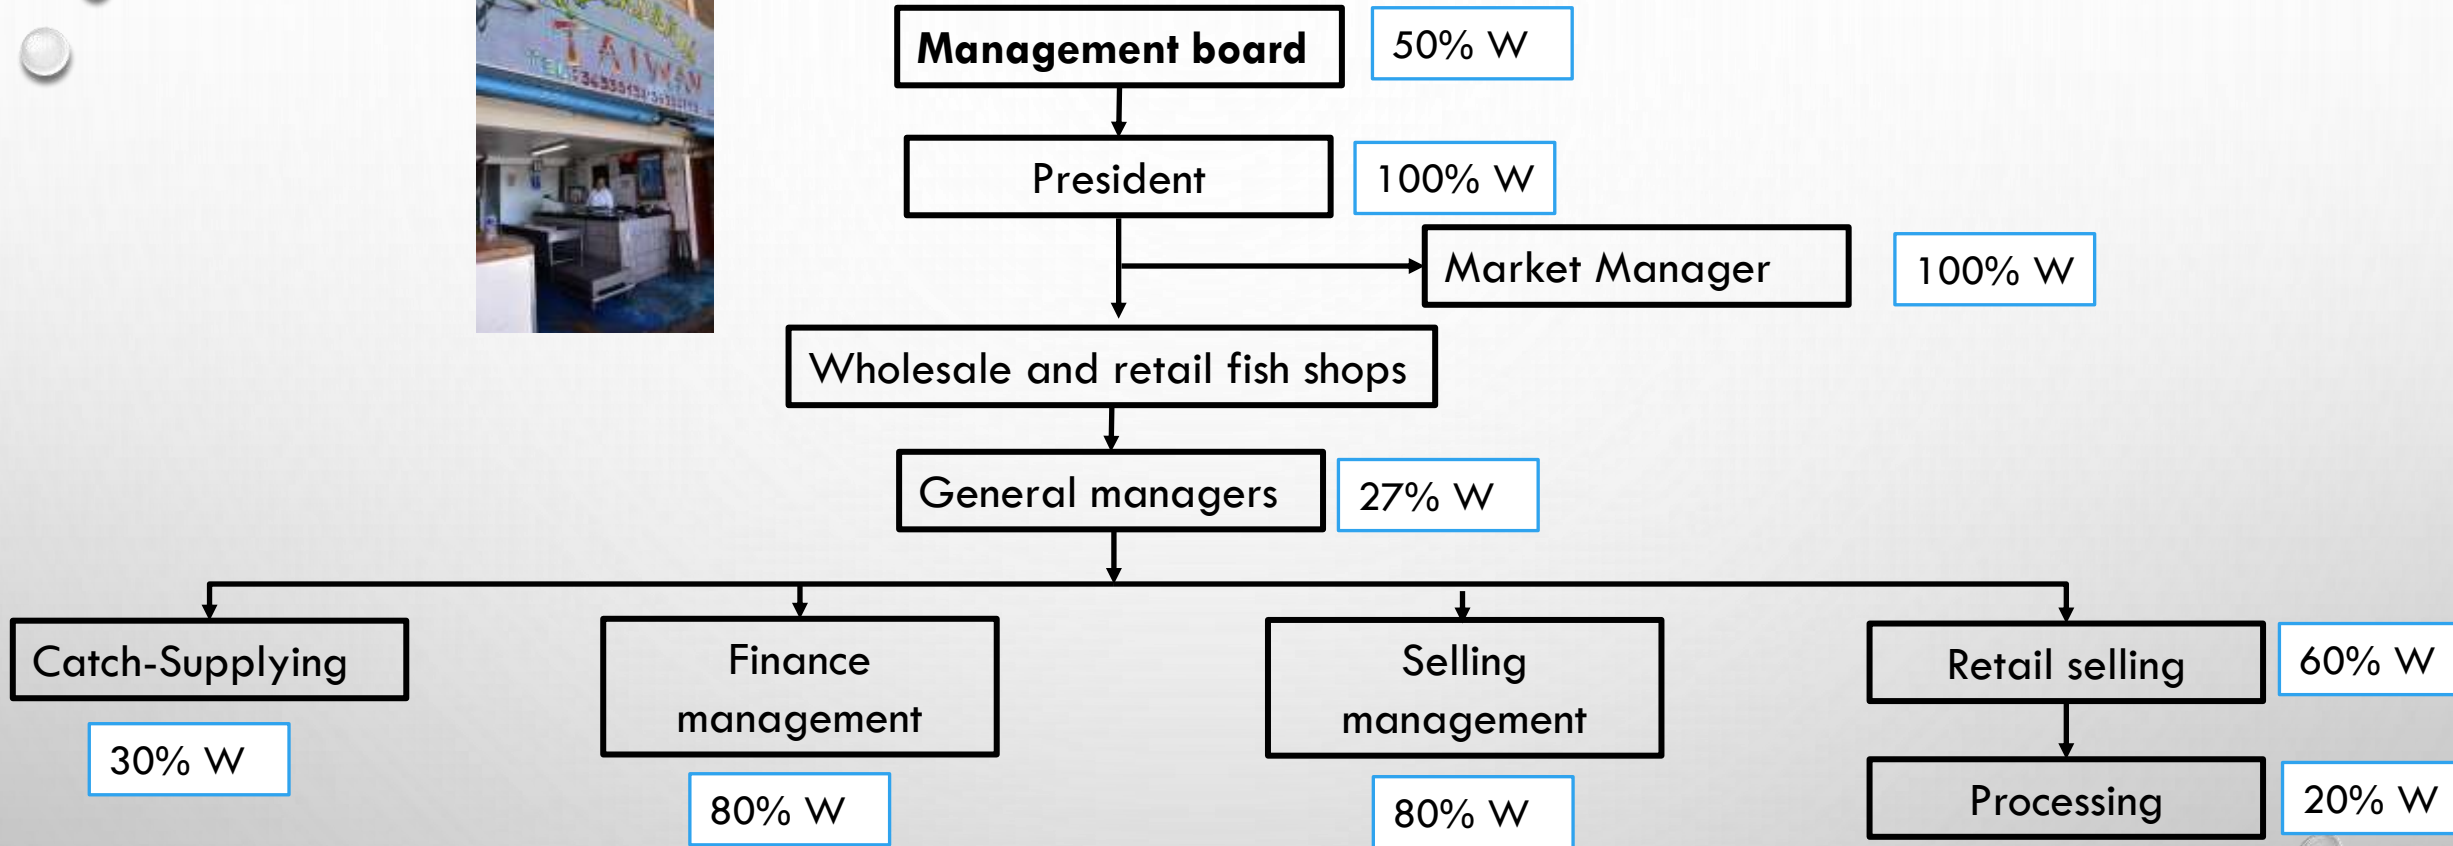 TAIWAN
Management board
50% W
President
100% W
Market Manager
100% W
Wholesale and retail fish shops
General managers
27% W
Catch-Supplying
30% W
Finance
management
80% W
Selling
management
80% W
Retail selling
60% W
Processing
20% W